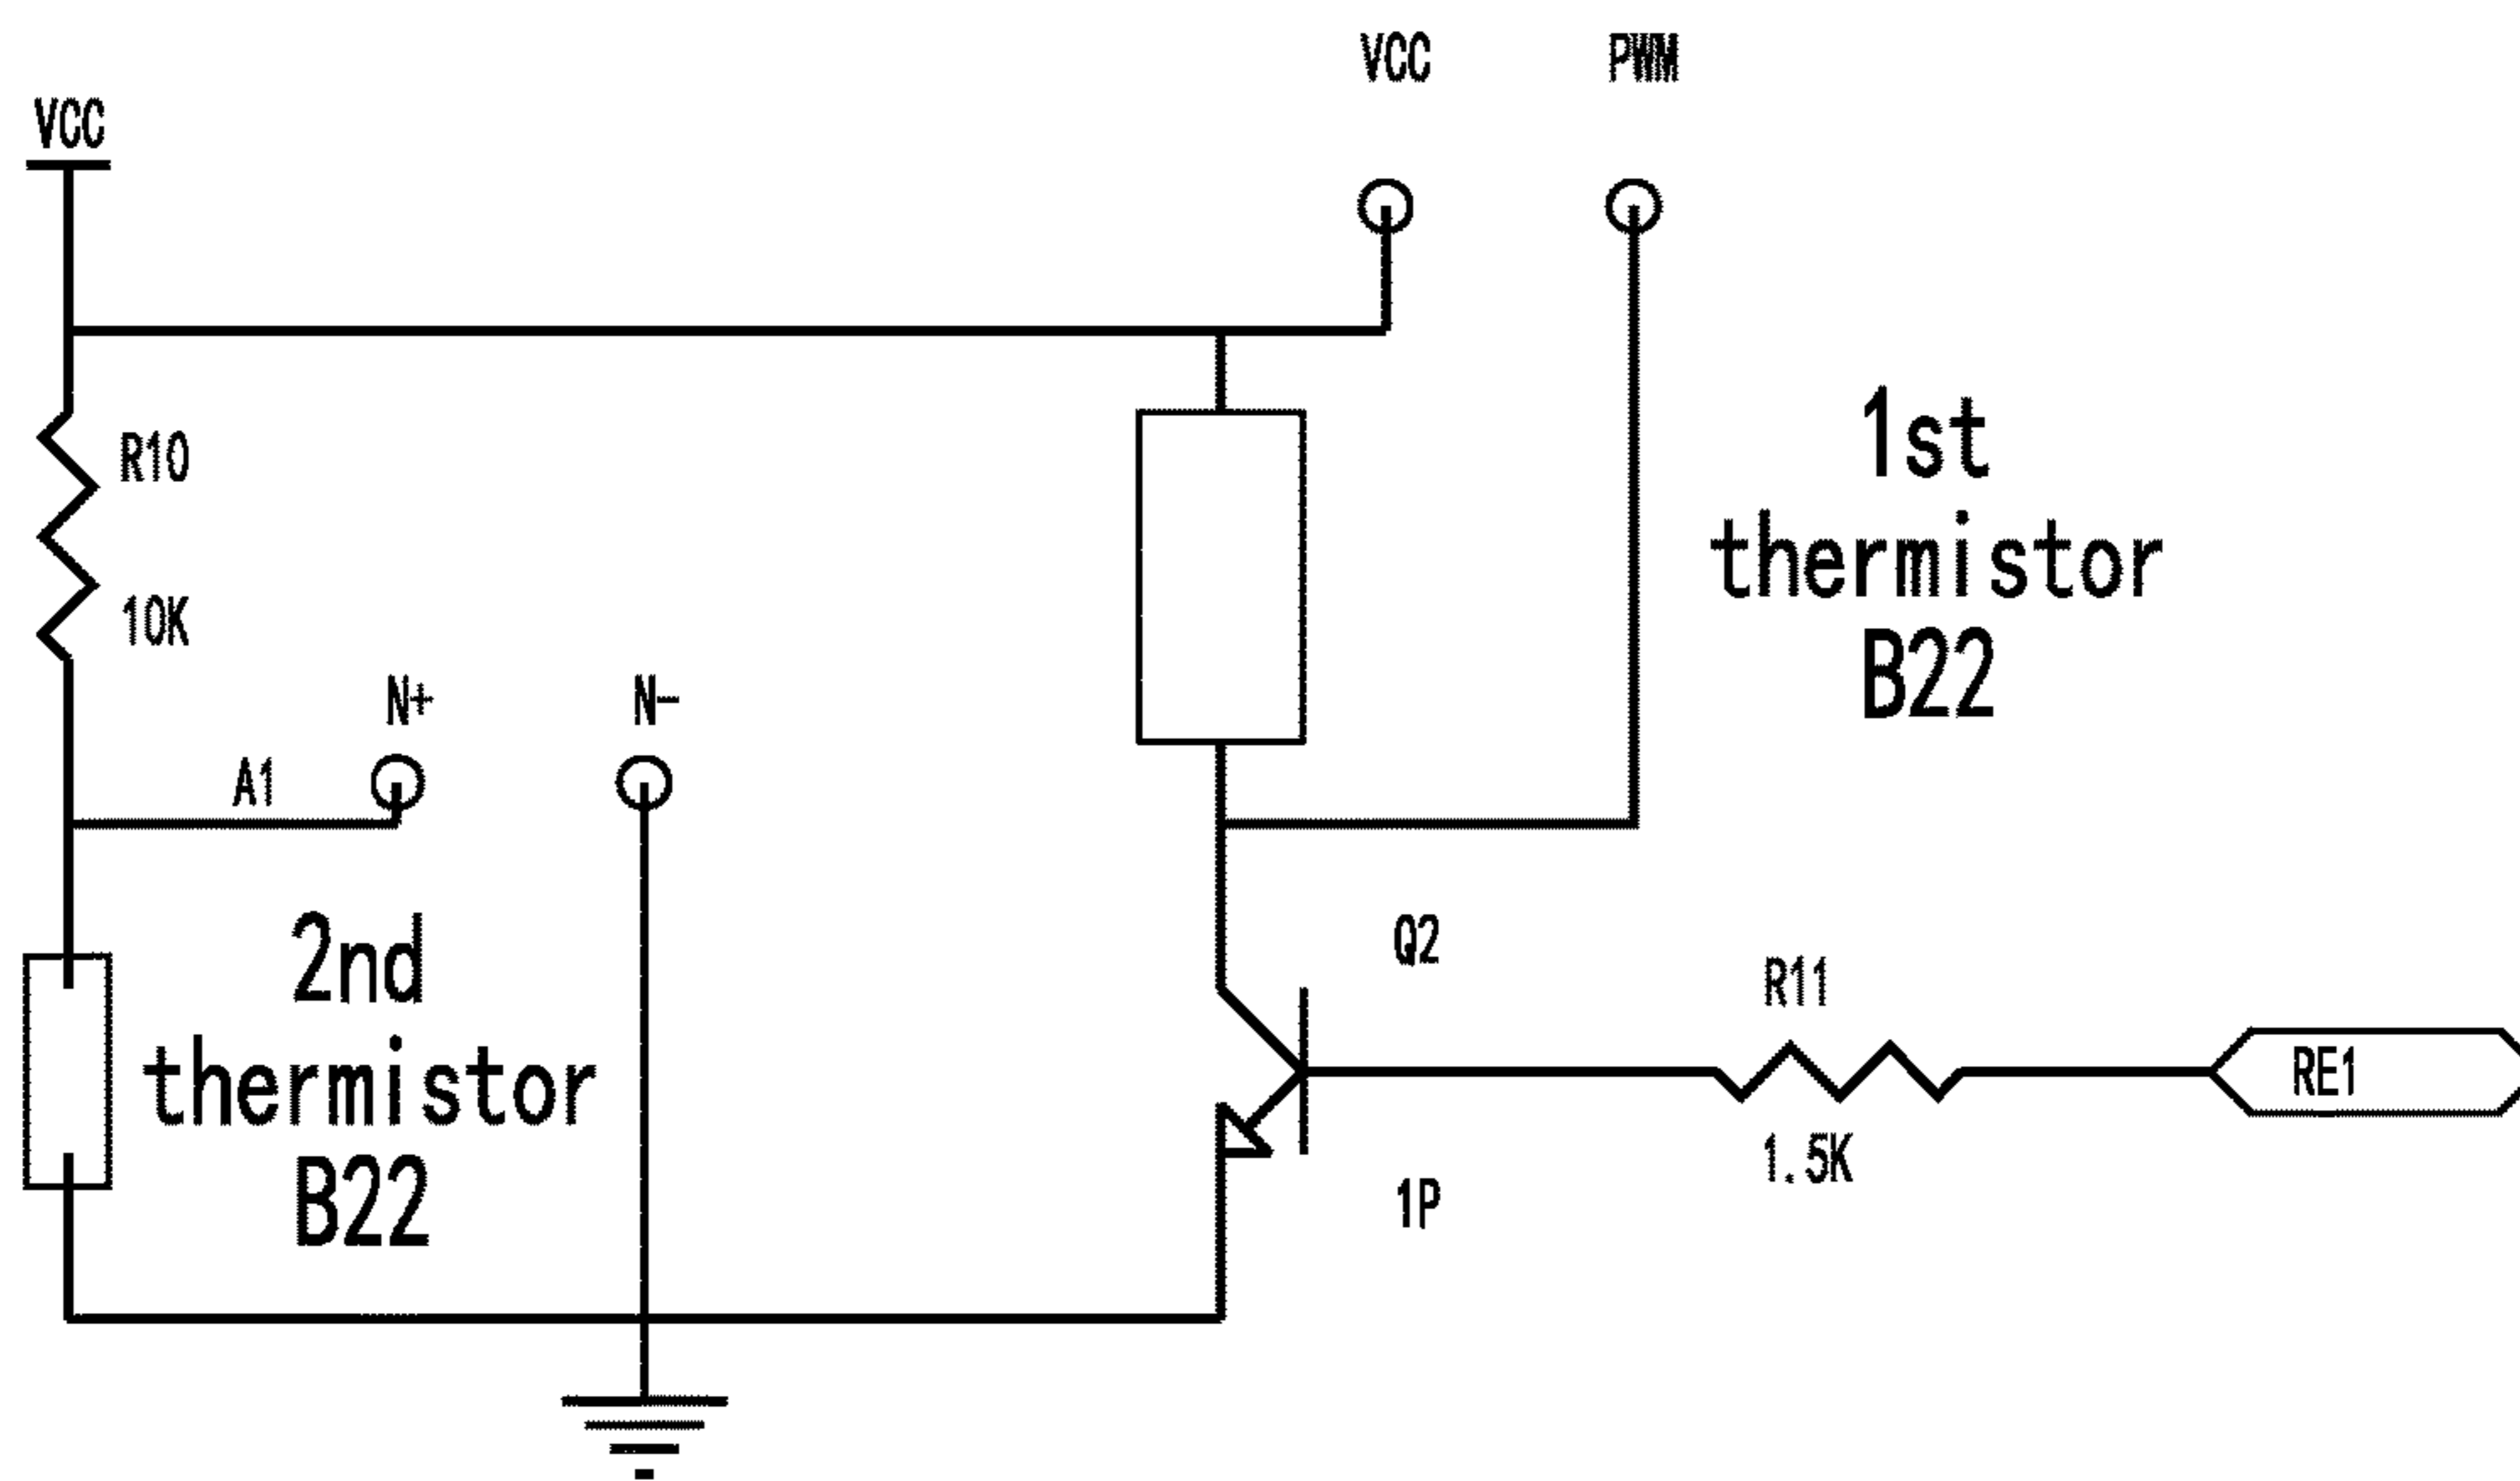 VCC PWM
VCC
R10
10K
1st
thermistor
B22
N+ N-
A1
2nd
thermistor
B22
Q2
R11
RE1
1.5K
1P